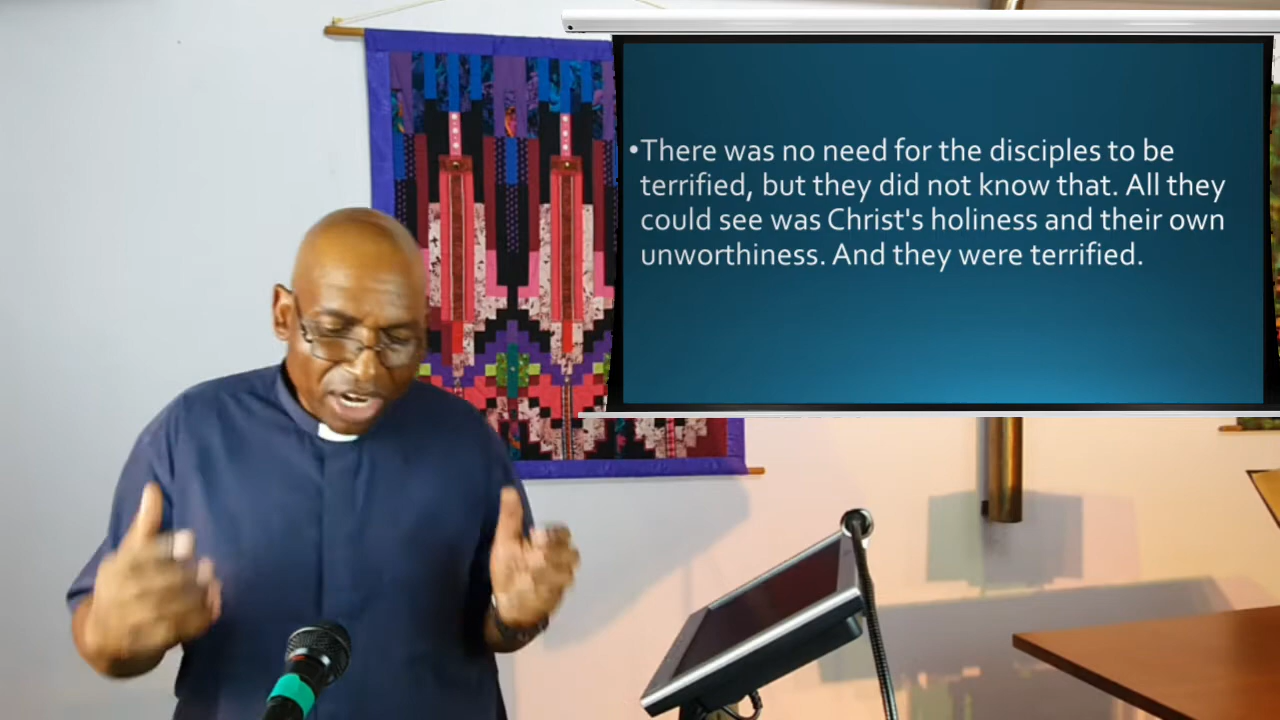 •There was no need for the disciples to be
terrified, but they did not know that. All they
could see was Christ's holiness and their own
unworthiness. And they were terrified.